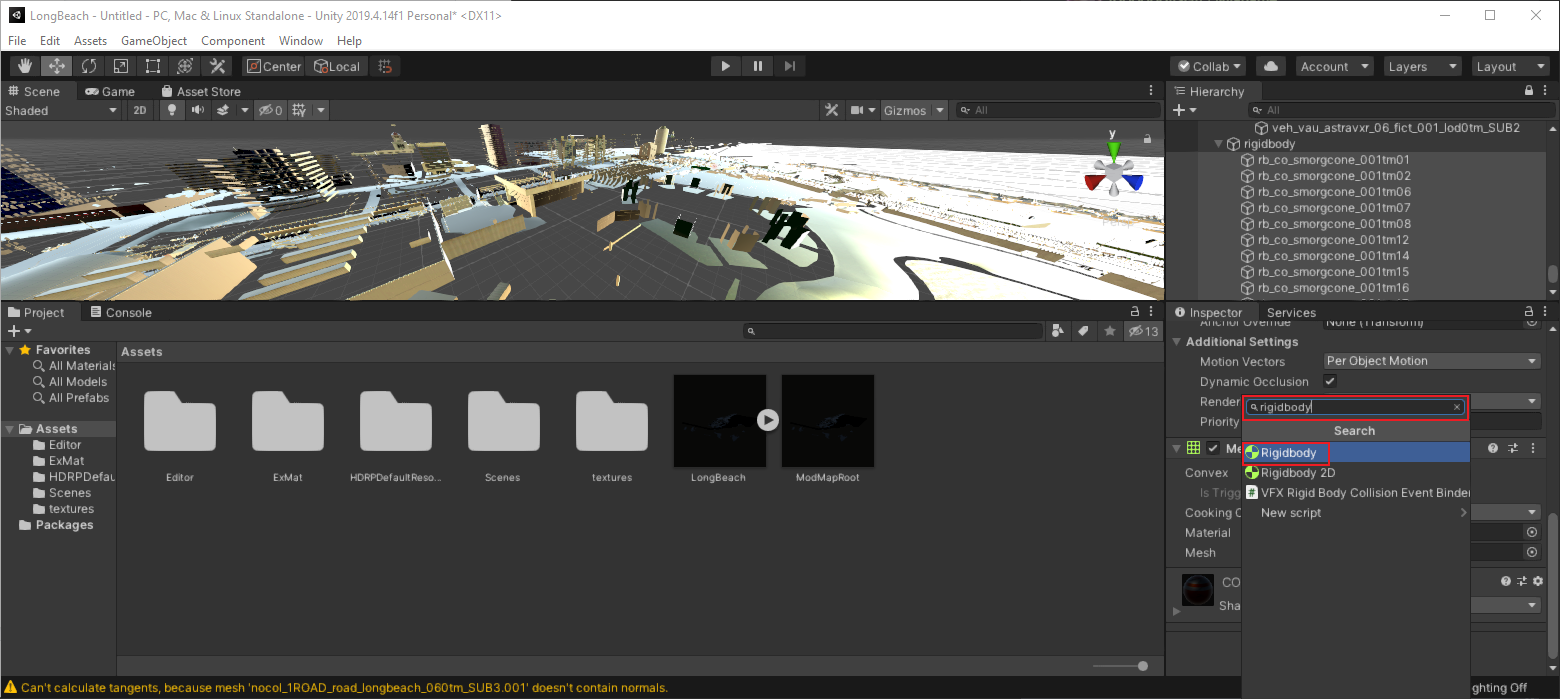 LongBeach - Untitled - PC, Mac & Linux Standalone - Unity 2019.4.14f1 Personal* <DX11>
File Edit Assets GameObject Component Window Help
Center Local Collab Account Layers Layout
Scene Game Asset Store
Shaded 2D 0 Gizmos All
y
Persp
Hierarchy
All
veh_vau_astravxr_06_fict_001_lod0tm_SUB2
rigidbody
rb_co_smorgcone_001tm01
rb_co_smorgcone_001tm02
rb_co_smorgcone_001tm06
rb_co_smorgcone_001tm07
rb_co_smorgcone_001tm08
rb_co_smorgcone_001tm12
rb_co_smorgcone_001tm14
rb_co_smorgcone_001tm15
rb_co_smorgcone_001tm16
Project Console
13
Favorites
All Materials
All Models
All Prefabs
Assets
Editor
ExMat
HDRPDefau
Scenes
textures
Packages
Assets
Editor ExMat HDRPDefaultReso... Scenes textures LongBeach ModMapRoot
Inspector Services
Anchor Override None (Transform)
Additional Settings
Motion Vectors Per Object Motion
Dynamic Occlusion
Render
Priority
Me
Convex
Is Trigg
Cooking O
Material
Mesh
CO
Sha
rigidbody
Search
Rigidbody
Rigidbody 2D
VFX Rigid Body Collision Event Binder
New script
Can't calculate tangents, because mesh 'nocol_1ROAD_road_longbeach_060tm_SUB3.001' doesn't contain normals.
ghting Off